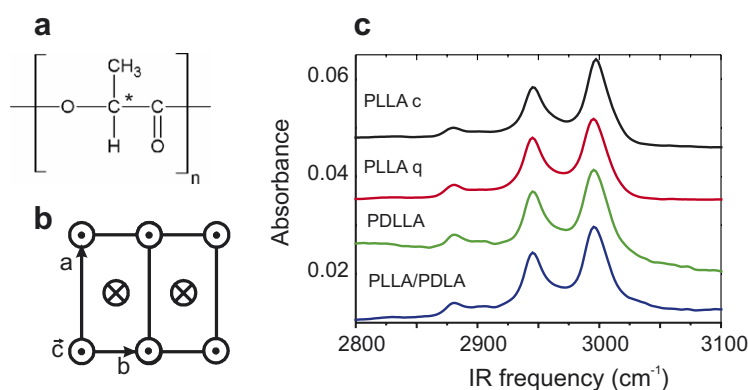 a
CH3
O
C
*
C
H
O
n
b
a
c⃗
b
c
0.06
0.04
0.02
Absorbance
PLLA c
PLLA q
PDLLA
PLLA/PDLA
2800 2900 3000 3100
IR frequency (cm⁻¹)